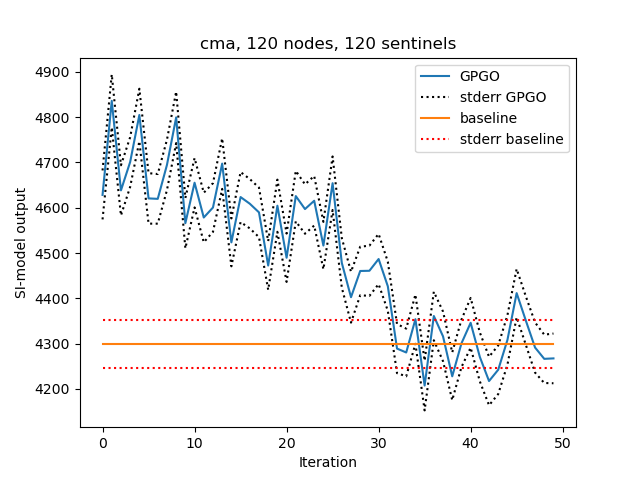 cma, 120 nodes, 120 sentinels
4900
4800
4700
4600
4500
4400
4300
4200
SI-model output
GPGO
stderr GPGO
baseline
stderr baseline
0
10
20
30
40
50
Iteration